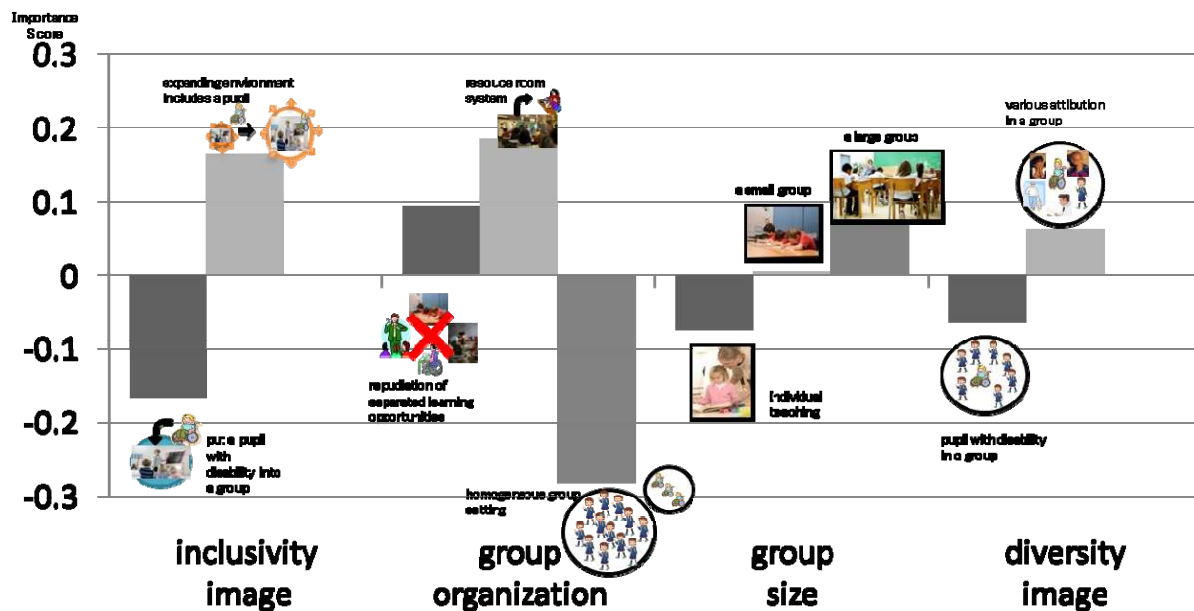 Importance
Score
0.3
0.2
0.1
0
-0.1
-0.2
-0.3
expanding environment
includes a pupil
put a pupil
with
disability into
a group
inclusivity
image
resource room
system
repudiation of
separated learning
opportunities
homogeneous group
setting
group
organization
a small group
a large group
Individual
teaching
group
size
various attribution
in a group
pupil with disability
in a group
diversity
image